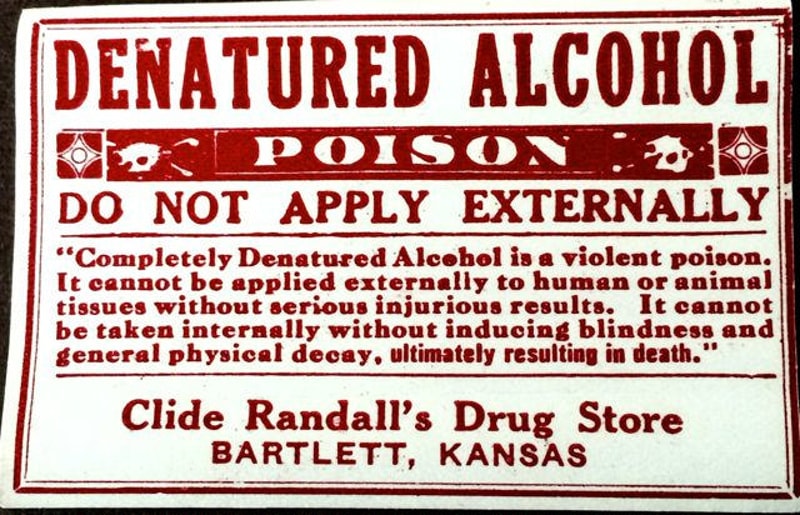 DENATURED ALCOHOL
POISON
DO NOT APPLY EXTERNALLY
"Completely Denatured Alcohol is a violent poison.
It cannot be applied externally to human or animal
tissues without serious injurious results. It cannot
be taken internally without inducing blindness and
general physical decay, ultimately resulting in death."
Clide Randall's Drug Store
BARTLETT, KANSAS